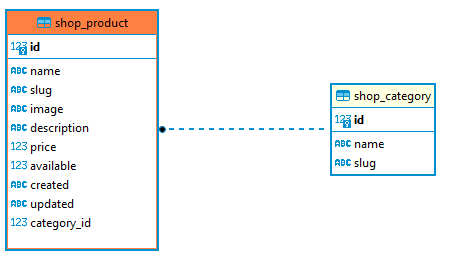 shop_product
123 id
ABC name
ABC slug
ABC image
ABC description
123 price
123 available
ABC created
ABC updated
123 category_id
shop_category
123 id
ABC name
ABC slug